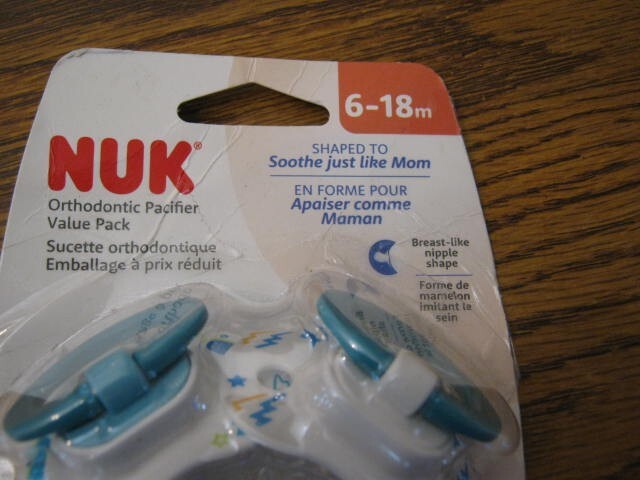 6-18m
NUK®
Orthodontic Pacifier
Value Pack
Sucette orthodontique
Emballage à prix réduit
SHAPED TO
Soothe just like Mom
EN FORME POUR
Apaiser comme
Maman
Breast-like
nipple
shape
Forme de
mamelon
imitant le
sein